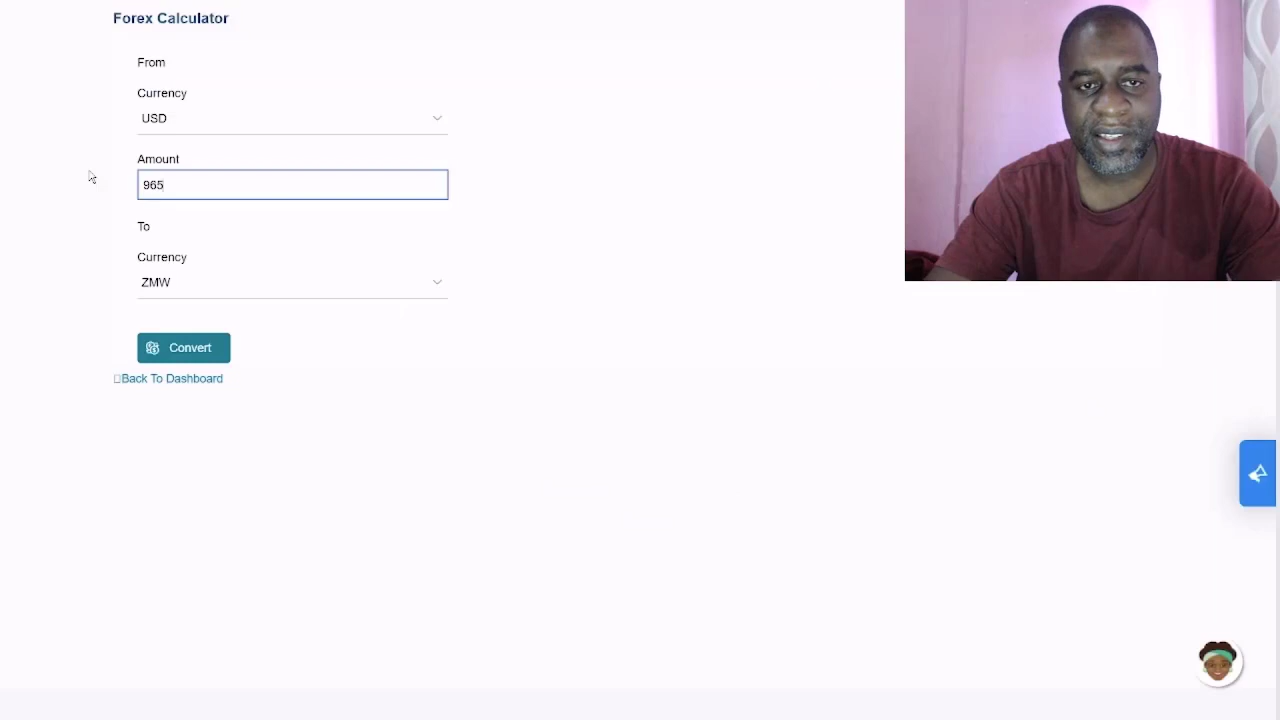 Forex Calculator
From
Currency
USD
Amount
965
To
Currency
ZMW
Convert
Back To Dashboard